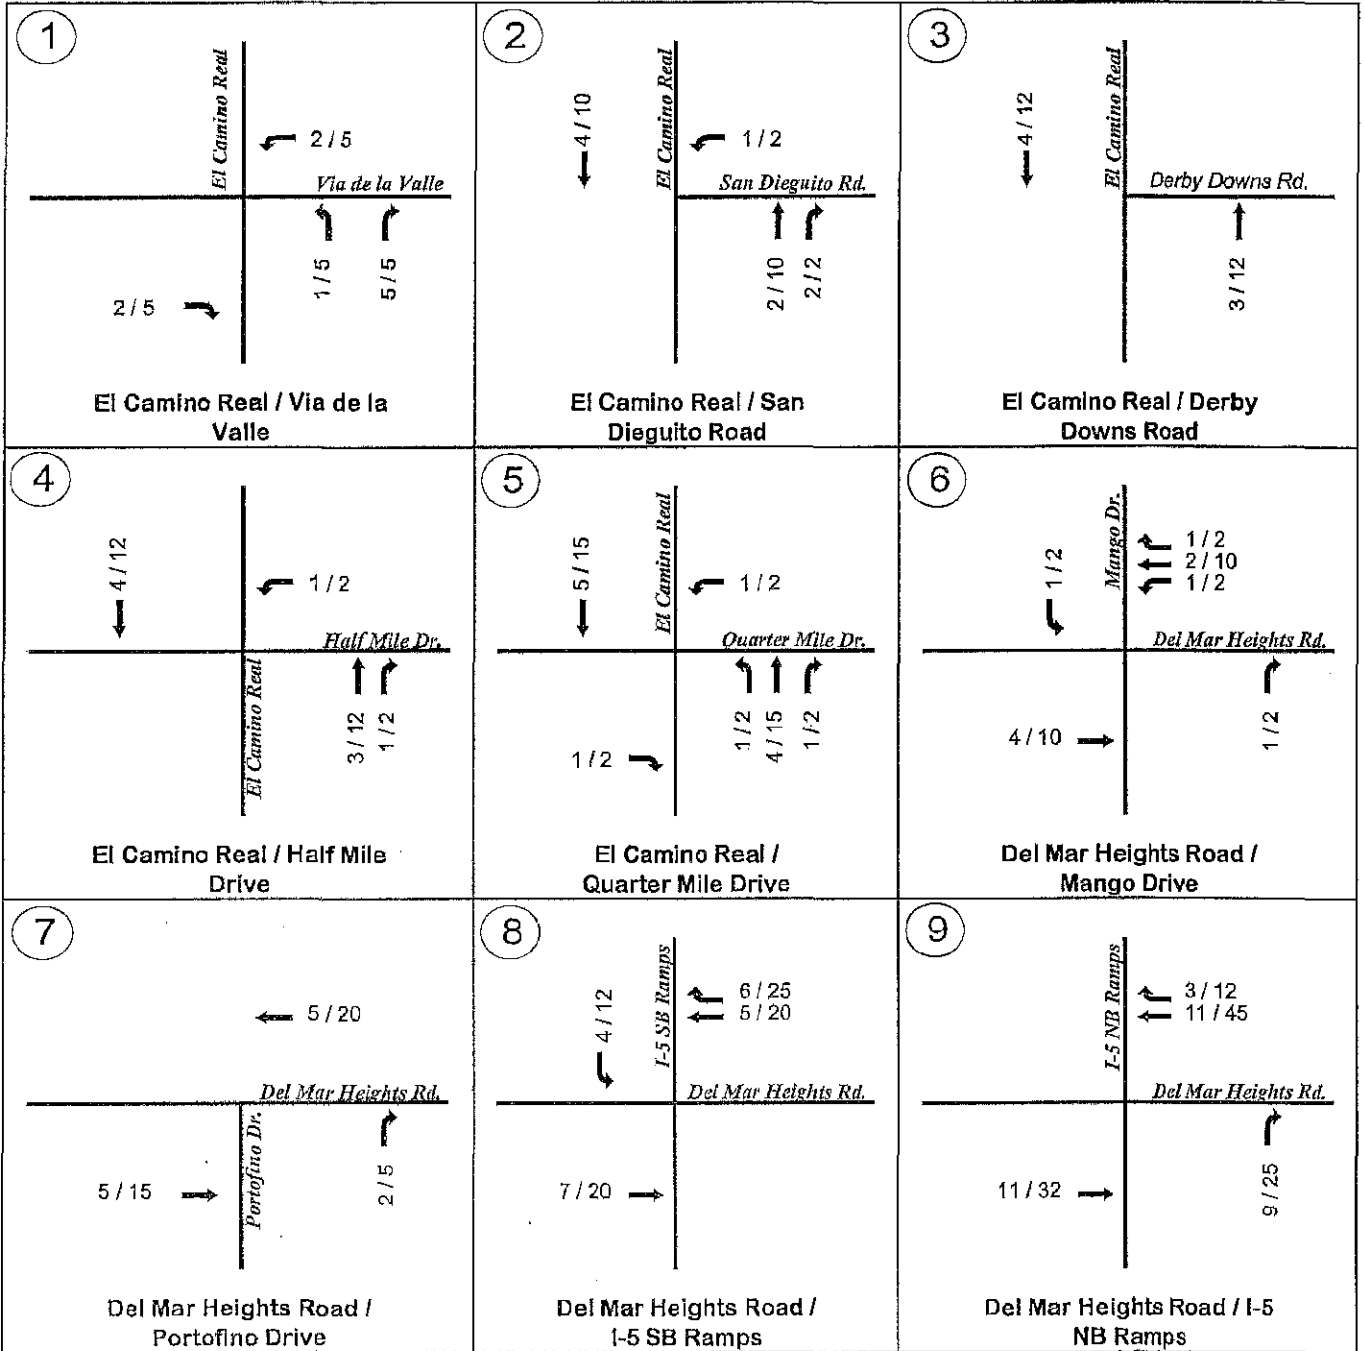 1
El Camino Real
2 / 5
Via de la Valle
1 / 5
5 / 5
2 / 5
El Camino Real / Via de la
Valle
2
4 / 10
El Camino Real
1 / 2
San Dieguito Rd.
2 / 10
2 / 2
El Camino Real / San
Dieguito Road
3
4 / 12
El Camino Real
Derby Downs Rd.
3 / 12
El Camino Real / Derby
Downs Road
4
4 / 12
1 / 2
Half Mile Dr.
El Camino Real
3 / 12
1 / 2
El Camino Real / Half Mile
Drive
5
5 / 15
El Camino Real
1 / 2
Quarter Mile Dr.
1 / 2
4 / 15
1 / 2
1 / 2
El Camino Real /
Quarter Mile Drive
6
1 / 2
Mango Dr.
1 / 2
2 / 10
1 / 2
Del Mar Heights Rd.
4 / 10
1 / 2
Del Mar Heights Road /
Mango Drive
7
5 / 20
Del Mar Heights Rd.
Portofino Dr.
5 / 15
2 / 5
Del Mar Heights Road /
Portofino Drive
8
4 / 12
I-5 SB Ramps
6 / 25
5 / 20
Del Mar Heights Rd.
7 / 20
Del Mar Heights Road /
I-5 SB Ramps
9
I-5 NB Ramps
3 / 12
11 / 45
Del Mar Heights Rd.
11 / 32
9 / 25
Del Mar Heights Road / I-5
NB Ramps